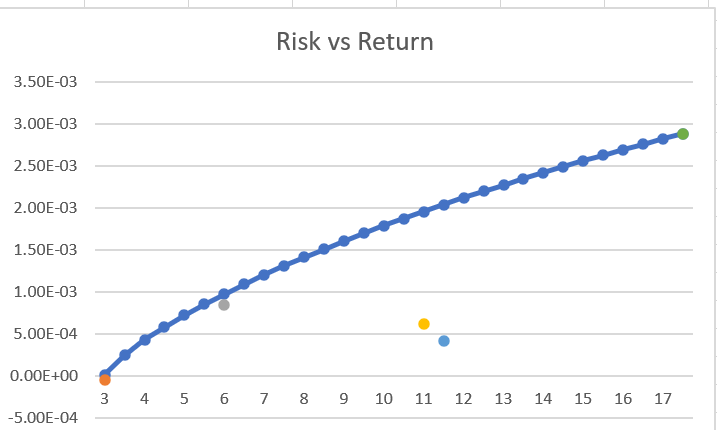 Risk vs Return
3.50E-03
3.00E-03
2.50E-03
2.00E-03
1.50E-03
1.00E-03
5.00E-04
0.00E+00
3 4 5 6 7 8 9 10 11 12 13 14 15 16 17
-5.00E-04